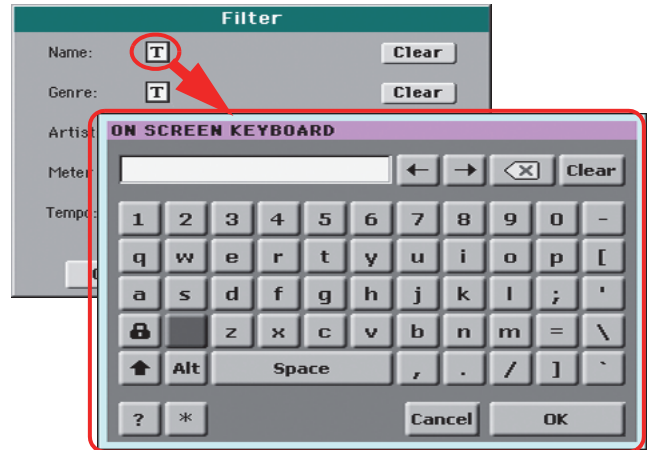 Filter
Name: T Clear
Genre: T Clear
Artist
Meter
Tempo:
ON SCREEN KEYBOARD
← → ⌫ Clear
1 2 3 4 5 6 7 8 9 0 -
q w e r t y u i o p [
a s d f g h j k l ; '
z x c v b n m = \
Alt Space , . / ] `
? * Cancel OK